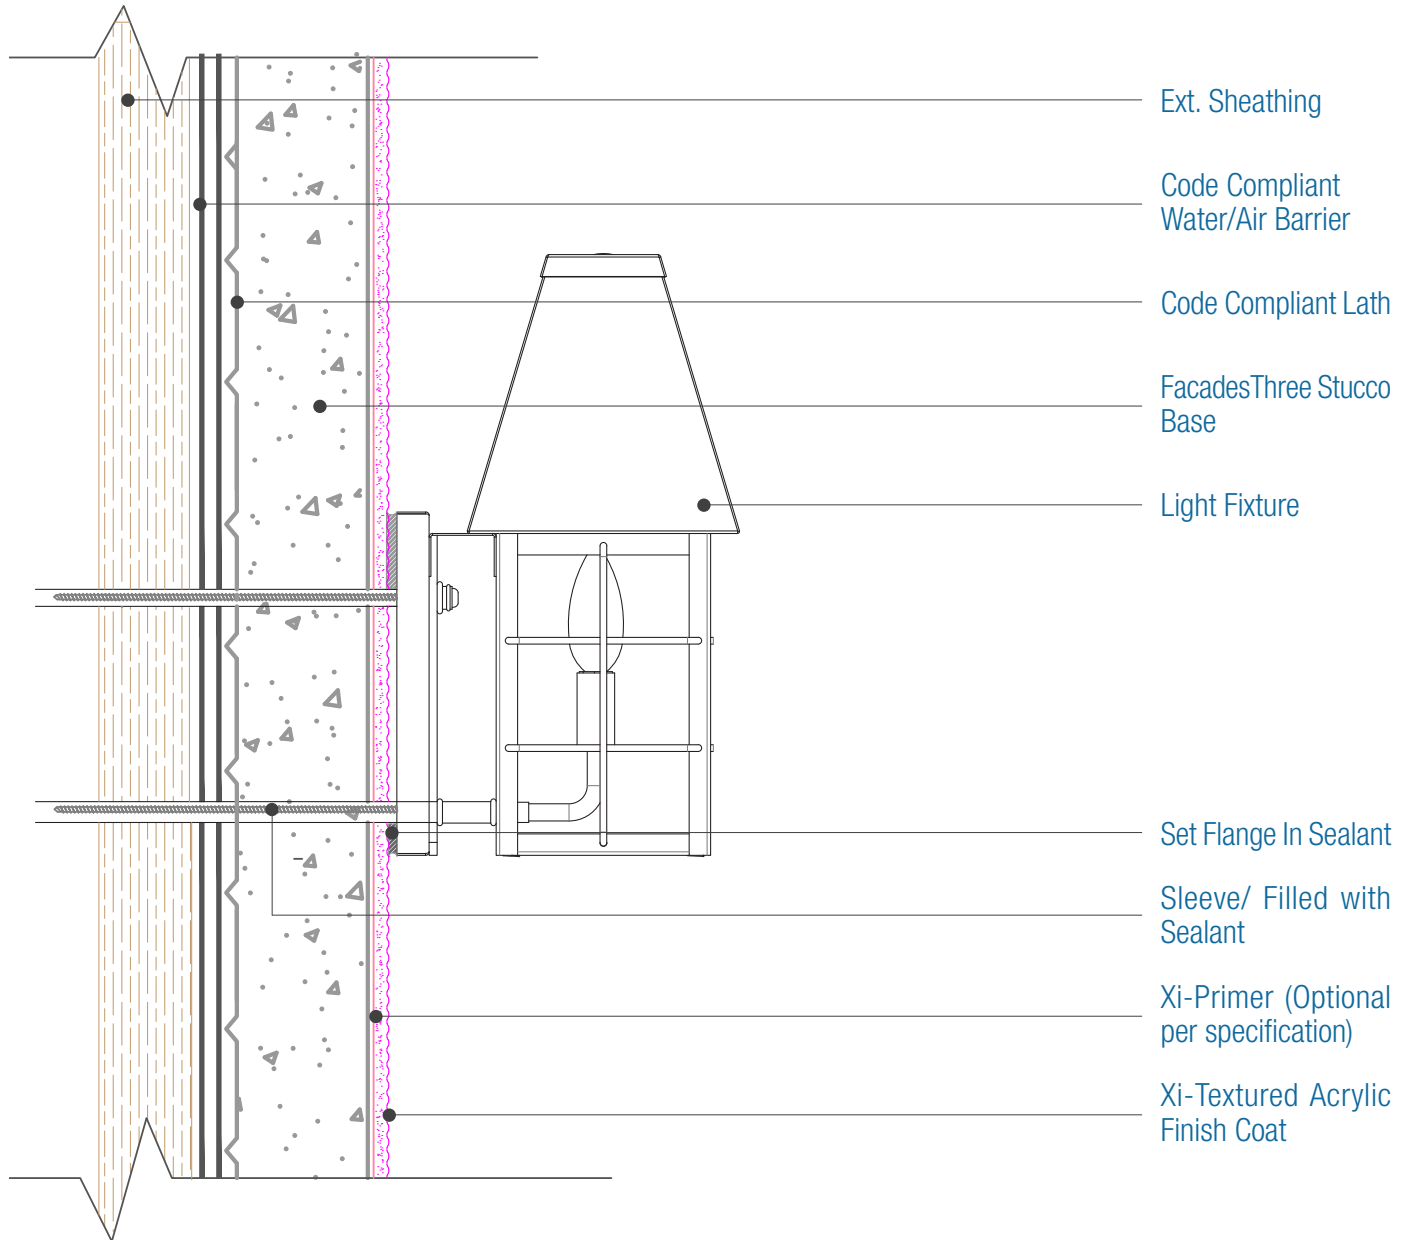 Ext. Sheathing
Code Compliant
Water/Air Barrier
Code Compliant Lath
FacadesThree Stucco
Base
Light Fixture
Set Flange In Sealant
Sleeve/ Filled with
Sealant
Xi-Primer (Optional
per specification)
Xi-Textured Acrylic
Finish Coat